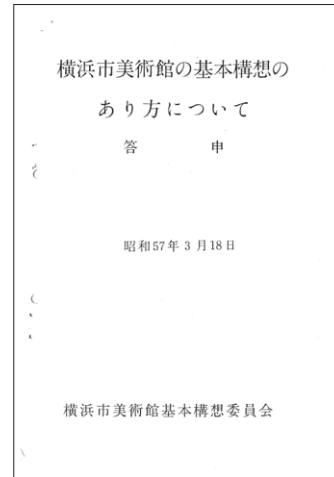 横浜市美術館の基本構想の
あり方について
答申
昭和57年3月18日
横浜市美術館基本構想委員会